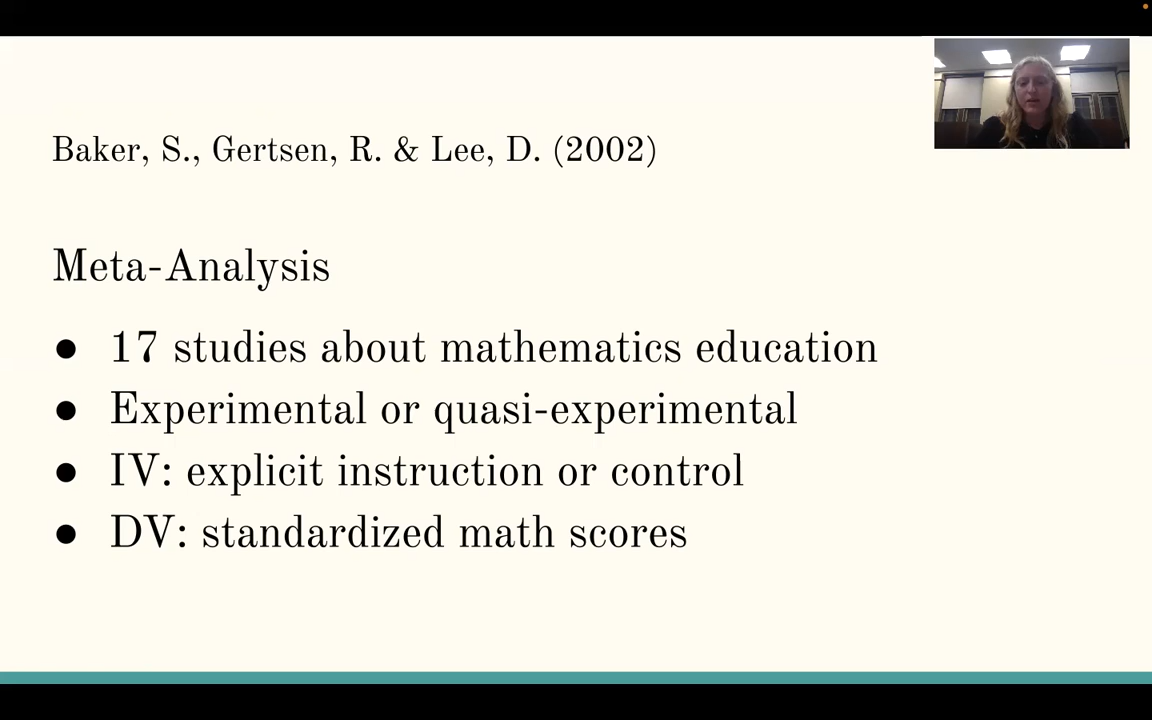 Baker, S., Gertsen, R. & Lee, D. (2002)
Meta-Analysis
● 17 studies about mathematics education
● Experimental or quasi-experimental
● IV: explicit instruction or control
● DV: standardized math scores